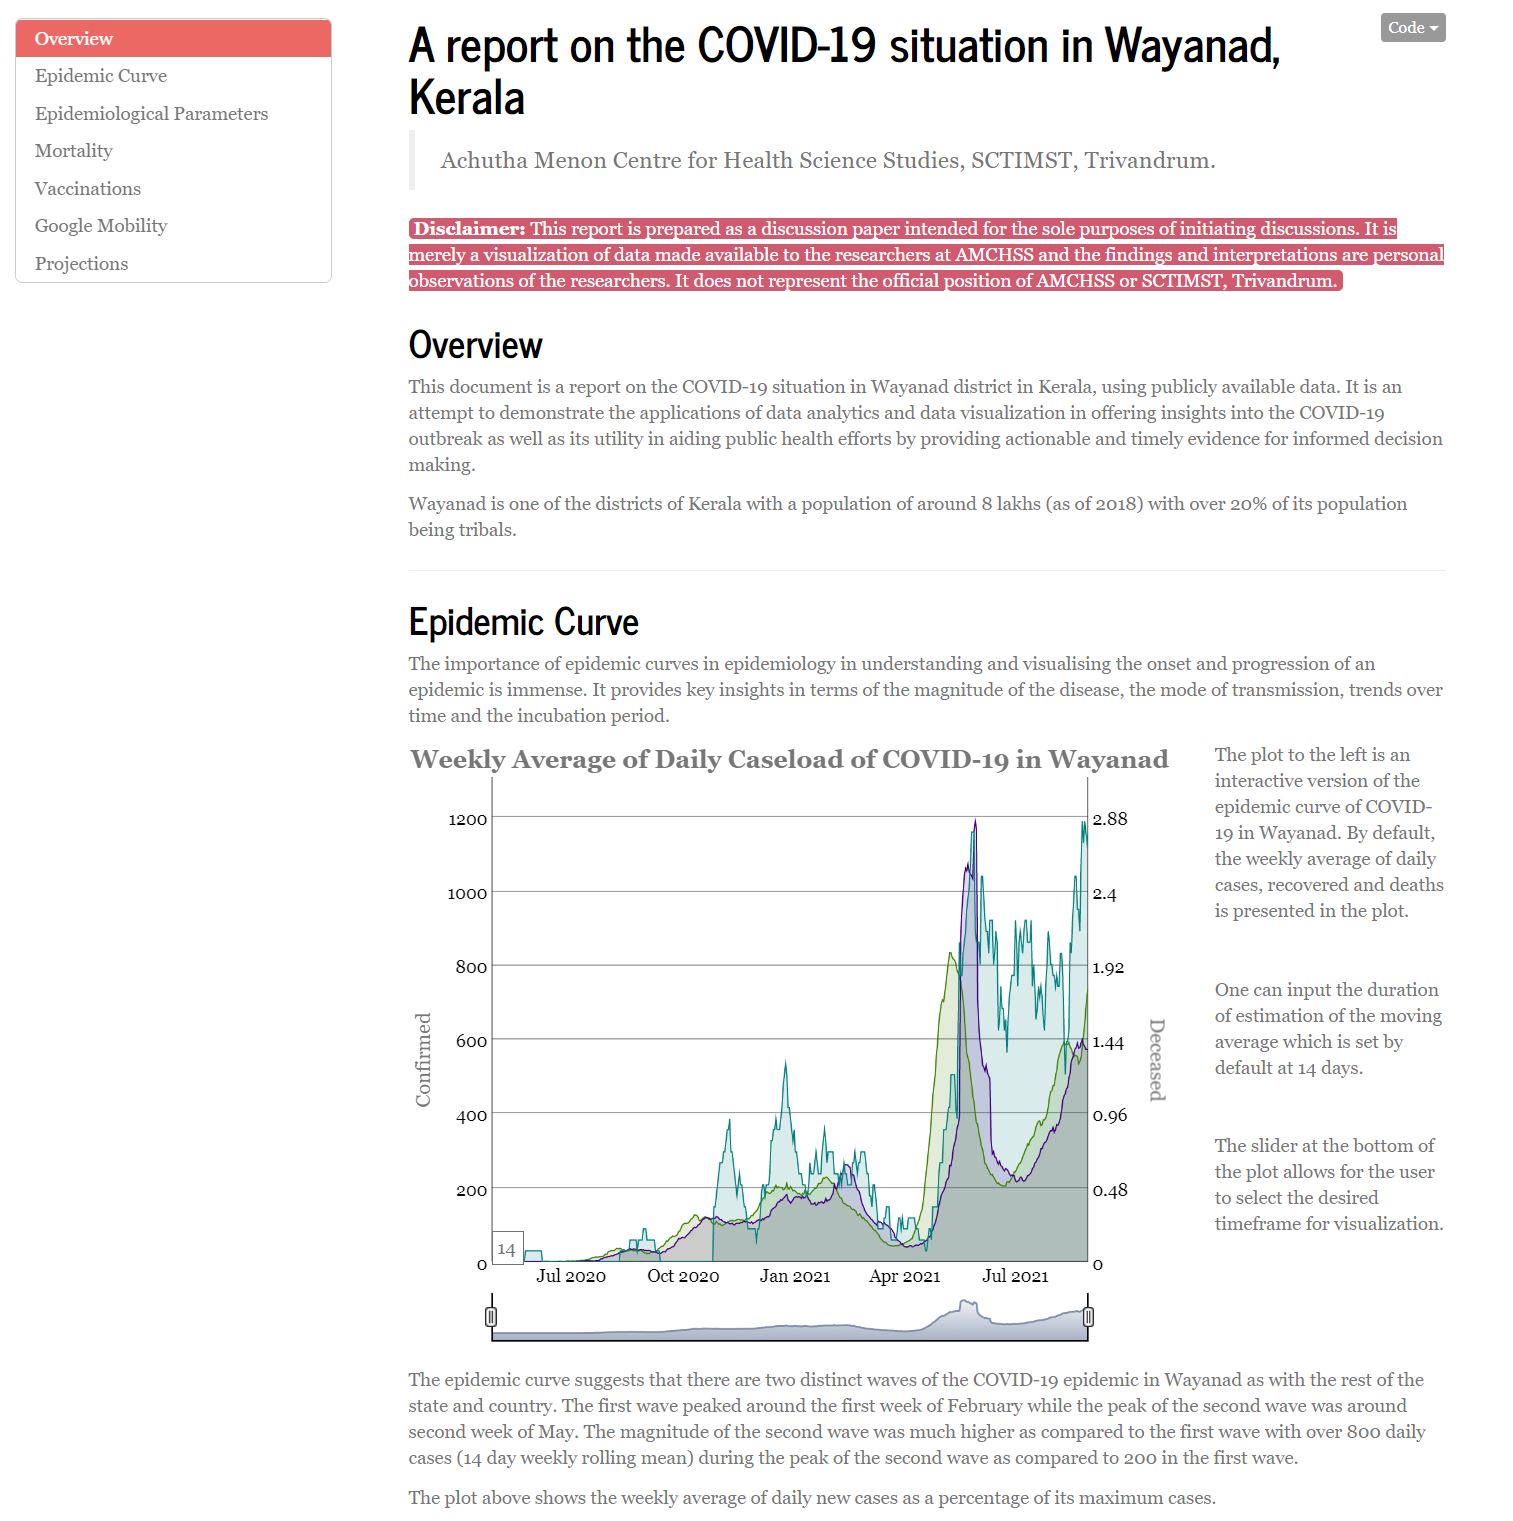 Overview
Epidemic Curve
Epidemiological Parameters
Mortality
Vaccinations
Google Mobility
Projections
Code
A report on the COVID-19 situation in Wayanad,
Kerala
Achutha Menon Centre for Health Science Studies, SCTIMST, Trivandrum.
Disclaimer: This report is prepared as a discussion paper intended for the sole purposes of initiating discussions. It is
merely a visualization of data made available to the researchers at AMCHSS and the findings and interpretations are personal
observations of the researchers. It does not represent the official position of AMCHSS or SCTIMST, Trivandrum.
Overview
This document is a report on the COVID-19 situation in Wayanad district in Kerala, using publicly available data. It is an
attempt to demonstrate the applications of data analytics and data visualization in offering insights into the COVID-19
outbreak as well as its utility in aiding public health efforts by providing actionable and timely evidence for informed decision
making.
Wayanad is one of the districts of Kerala with a population of around 8 lakhs (as of 2018) with over 20% of its population
being tribals.
Epidemic Curve
The importance of epidemic curves in epidemiology in understanding and visualising the onset and progression of an
epidemic is immense. It provides key insights in terms of the magnitude of the disease, the mode of transmission, trends over
time and the incubation period.
Weekly Average of Daily Caseload of COVID-19 in Wayanad
1200
1000
800
600
400
200
0
Confirmed
2.88
2.4
1.92
1.44
0.96
0.48
0
Deceased
14
Jul 2020
Oct 2020
Jan 2021
Apr 2021
Jul 2021
The plot to the left is an
interactive version of the
epidemic curve of COVID-
19 in Wayanad. By default,
the weekly average of daily
cases, recovered and deaths
is presented in the plot.
One can input the duration
of estimation of the moving
average which is set by
default at 14 days.
The slider at the bottom of
the plot allows for the user
to select the desired
timeframe for visualization.
The epidemic curve suggests that there are two distinct waves of the COVID-19 epidemic in Wayanad as with the rest of the
state and country. The first wave peaked around the first week of February while the peak of the second wave was around
second week of May. The magnitude of the second wave was much higher as compared to the first wave with over 800 daily
cases (14 day weekly rolling mean) during the peak of the second wave as compared to 200 in the first wave.
The plot above shows the weekly average of daily new cases as a percentage of its maximum cases.